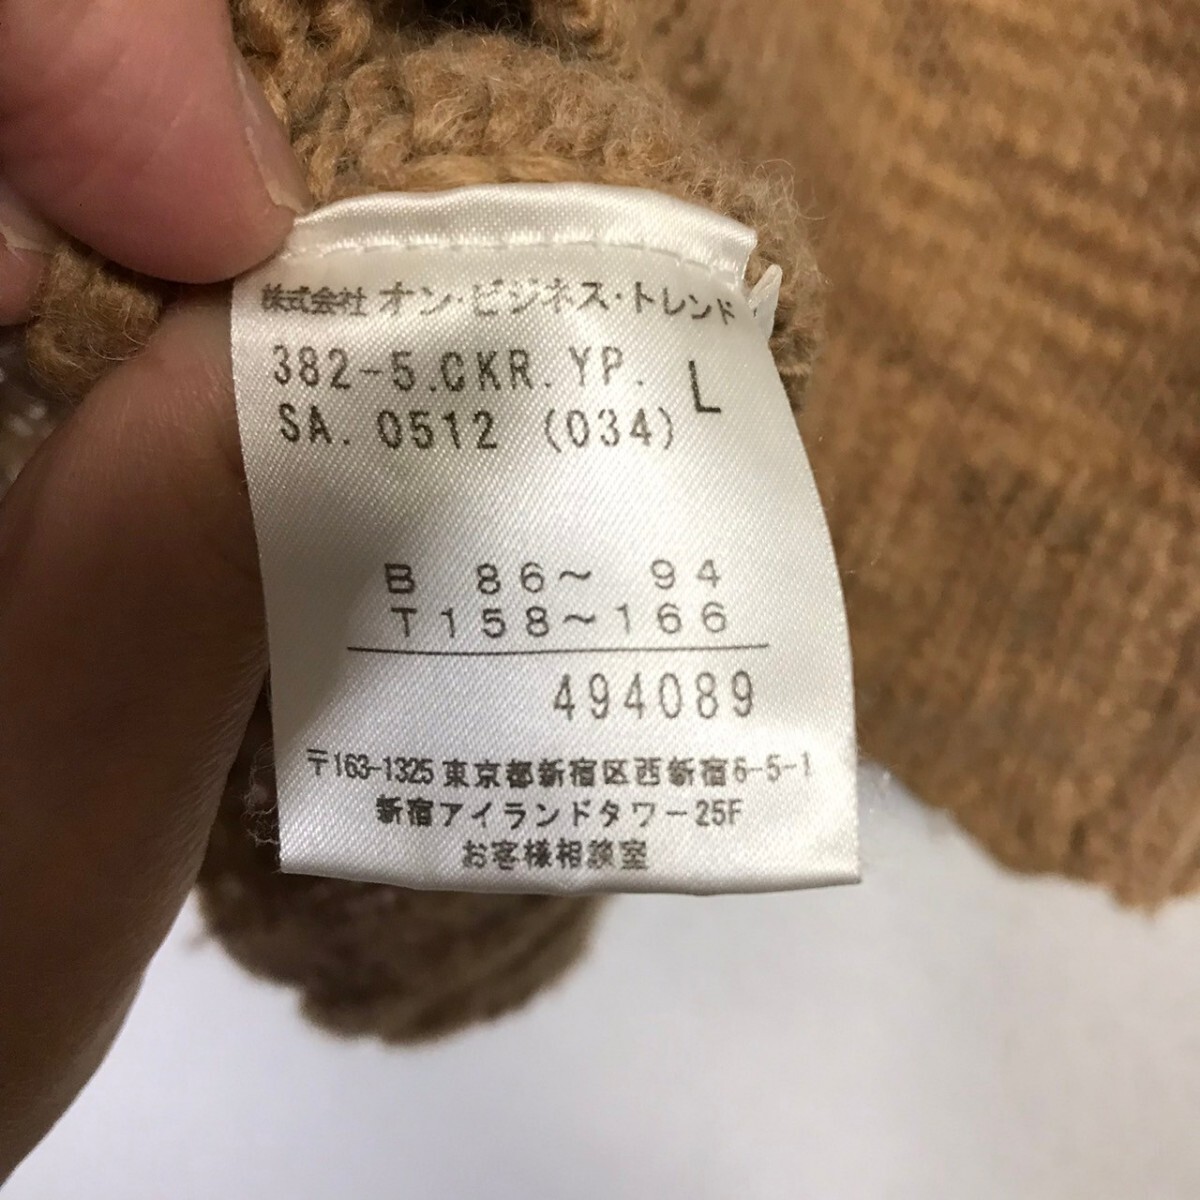 株式会社 オン・ビジネス・トレンド
382-5.CKR.YP. L
SA. 0512 (034)
B 86～ 94
T158～166
494089
〒163-1325 東京都新宿区西新宿6-5-1
新宿アイランドタワー25F
お客様相談室